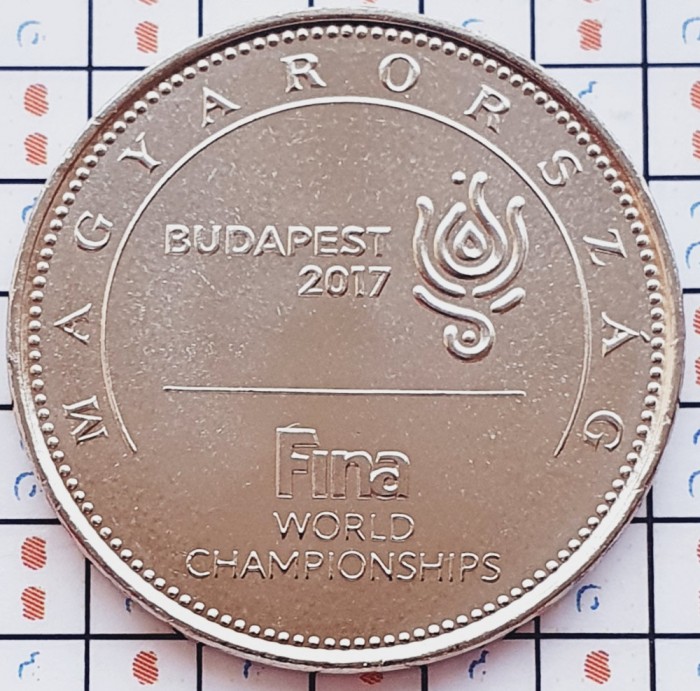 MAGYARORSZÁG
BUDAPEST
2017
Fina
WORLD
CHAMPIONSHIPS